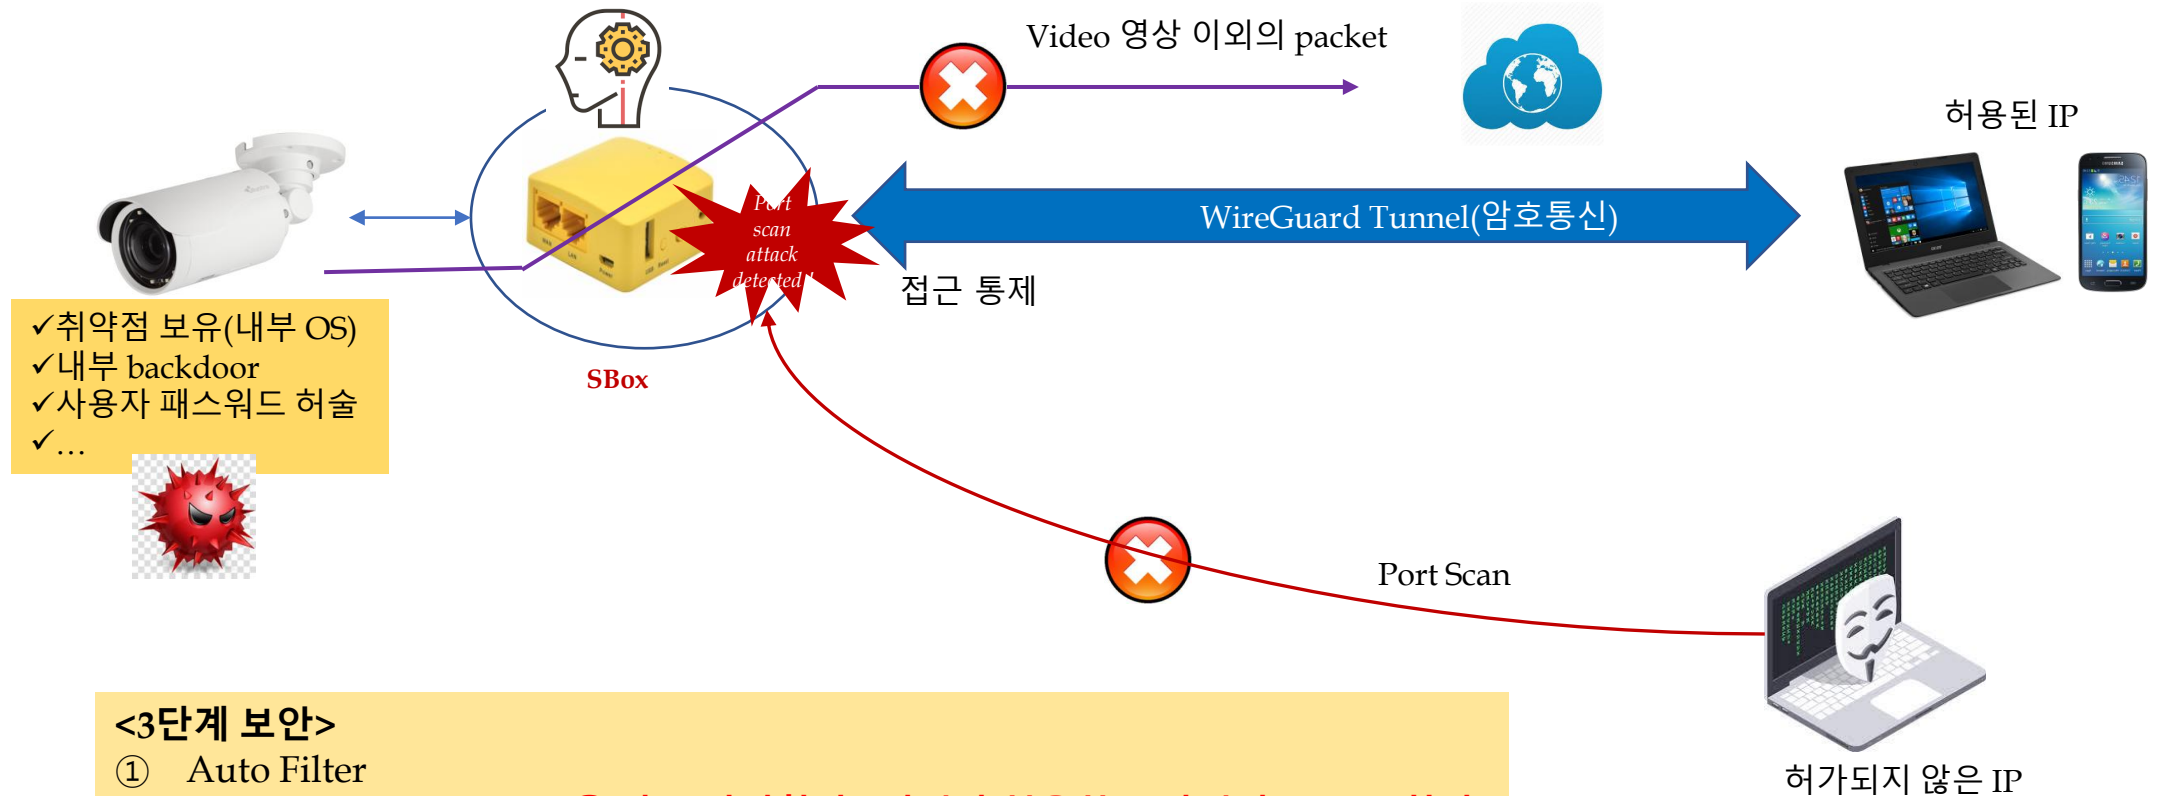 Video 영상 이외의 packet
허용된 IP
Port
scan
attack
detected!
WireGuard Tunnel(암호통신)
접근 통제
✓취약점 보유(내부 OS)
✓내부 backdoor
✓사용자 패스워드 허술
✓…
SBox
Port Scan
<3단계 보안>
① Auto Filter
허가되지 않은 IP